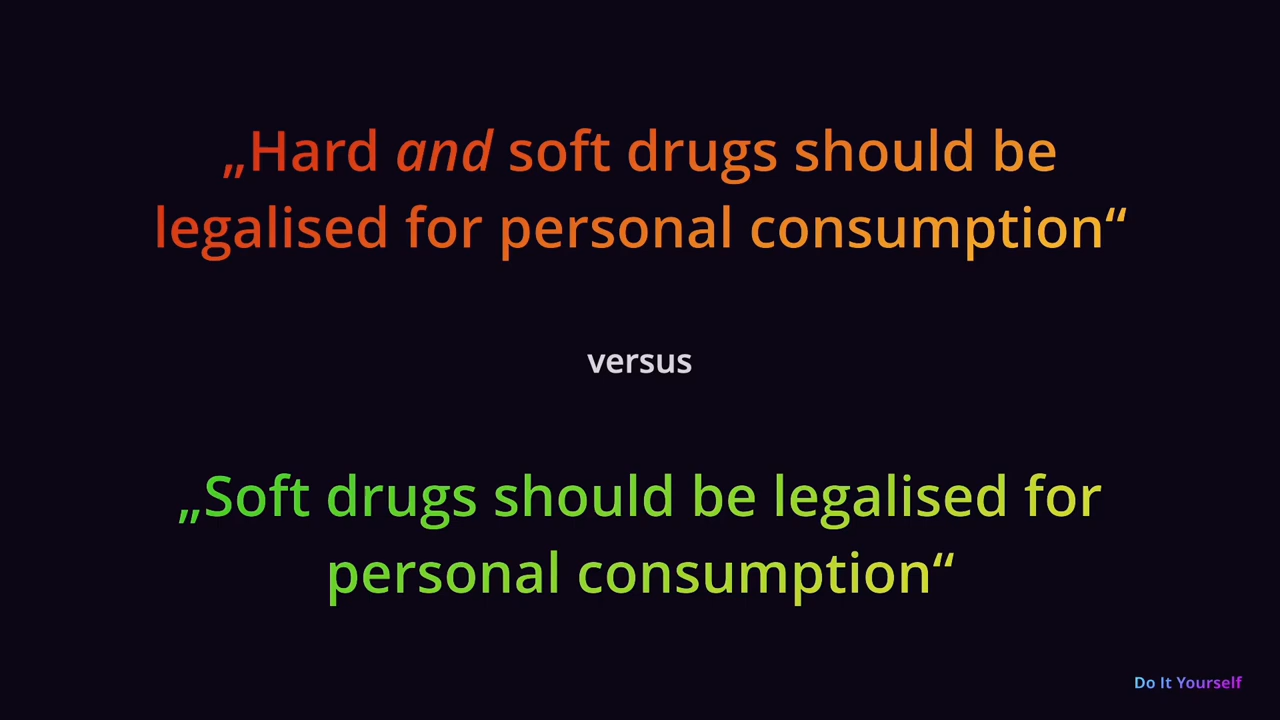 „Hard and soft drugs should be
legalised for personal consumption“
versus
„Soft drugs should be legalised for
personal consumption“
Do It Yourself